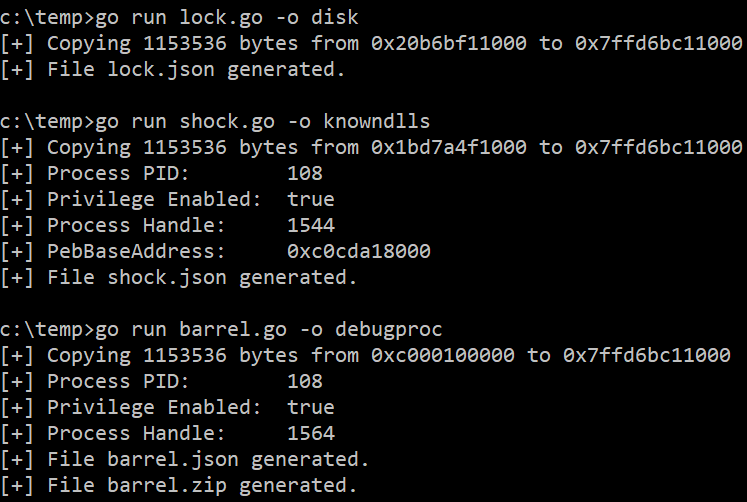 c:\temp>go run lock.go -o disk
[+] Copying 1153536 bytes from 0x20b6bf11000 to 0x7ffd6bc11000
[+] File lock.json generated.
c:\temp>go run shock.go -o knowndlls
[+] Copying 1153536 bytes from 0x1bd7a4f1000 to 0x7ffd6bc11000
[+] Process PID: 108
[+] Privilege Enabled: true
[+] Process Handle: 1544
[+] PebBaseAddress: 0xc0cda18000
[+] File shock.json generated.
c:\temp>go run barrel.go -o debugproc
[+] Copying 1153536 bytes from 0xc000100000 to 0x7ffd6bc11000
[+] Process PID: 108
[+] Privilege Enabled: true
[+] Process Handle: 1564
[+] File barrel.json generated.
[+] File barrel.zip generated.